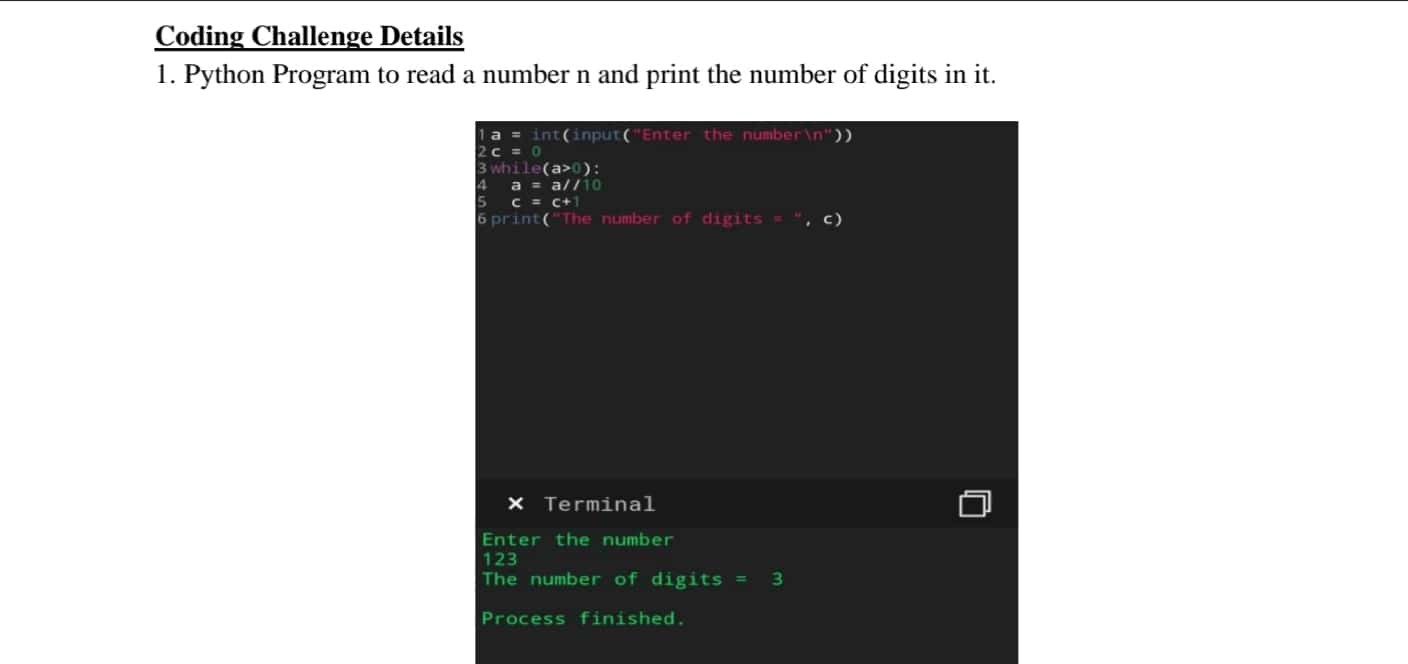 Coding Challenge Details
1. Python Program to read a number n and print the number of digits in it.
1 a = int(input("Enter the number\n"))
2 c = 0
3 while(a>0):
4   a = a//10
5   c = c+1
6 print("The number of digits = ", c)
× Terminal
Enter the number
123
The number of digits =  3
Process finished.